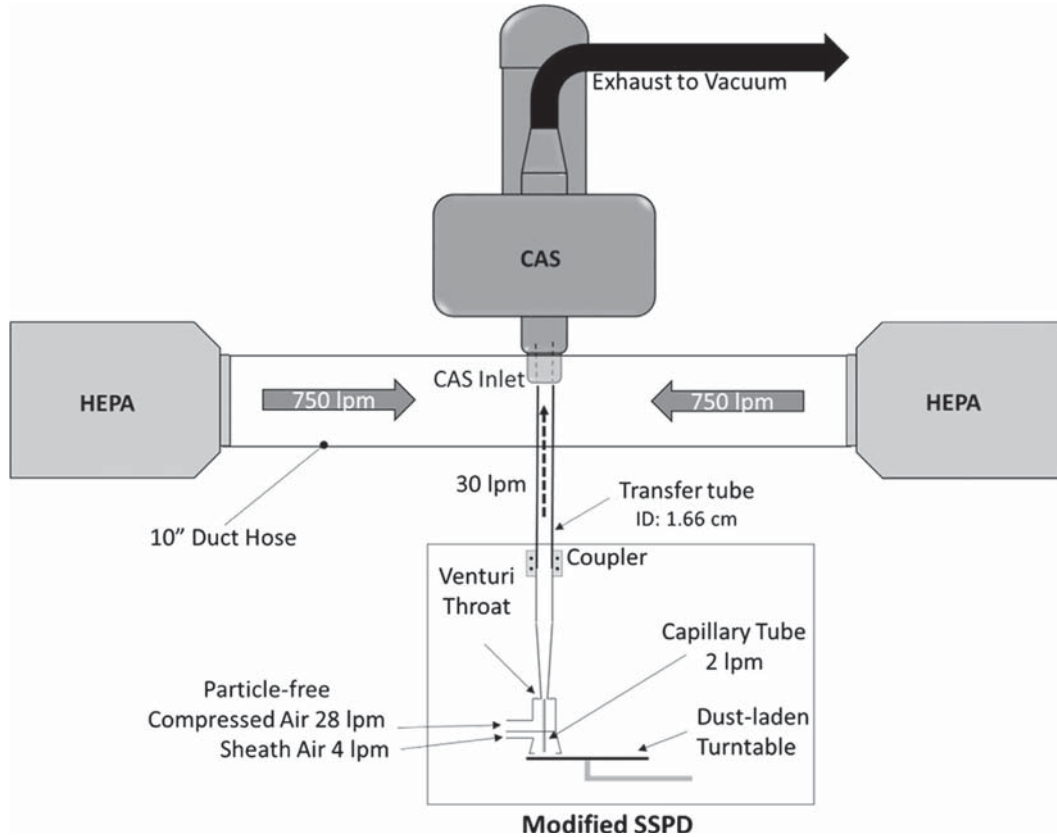 Exhaust to Vacuum
CAS
CAS Inlet
HEPA
750 lpm
750 lpm
HEPA
30 lpm
10” Duct Hose
Transfer tube
ID: 1.66 cm
Coupler
Venturi
Throat
Capillary Tube
2 lpm
Particle-free
Compressed Air 28 lpm
Sheath Air 4 lpm
Dust-laden
Turntable
Modified SSPD